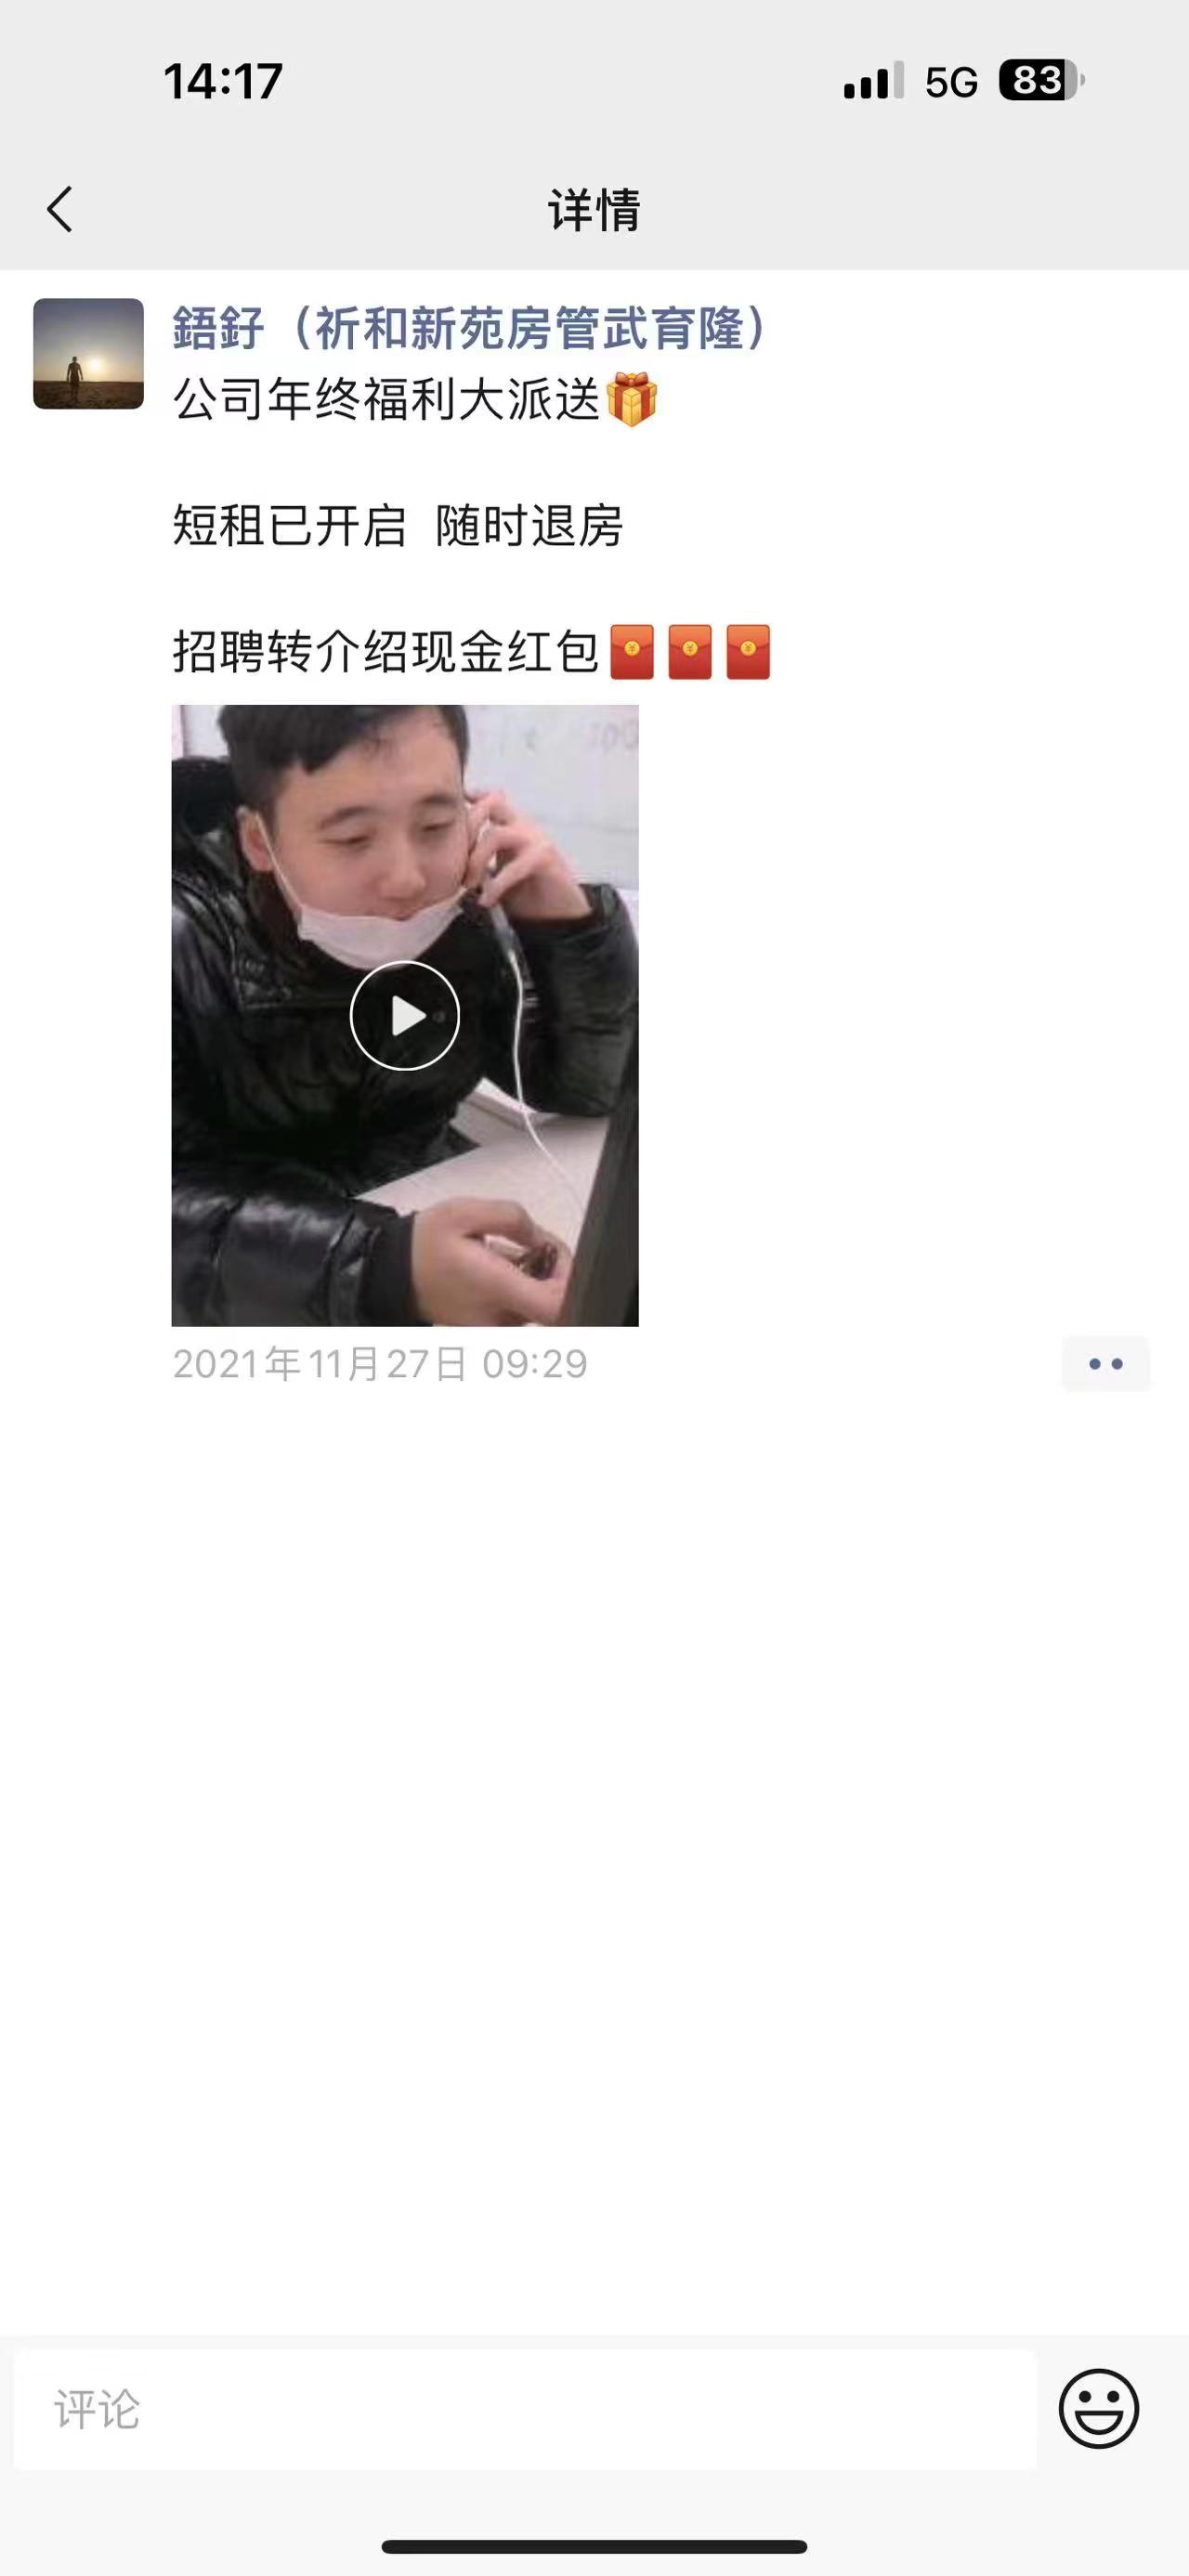 14:17
5G 83
详情
鋙釨（祈和新苑房管武育隆）
公司年终福利大派送🎁
短租已开启 随时退房
招聘转介绍现金红包🧧🧧🧧
2021年11月27日 09:29
评论